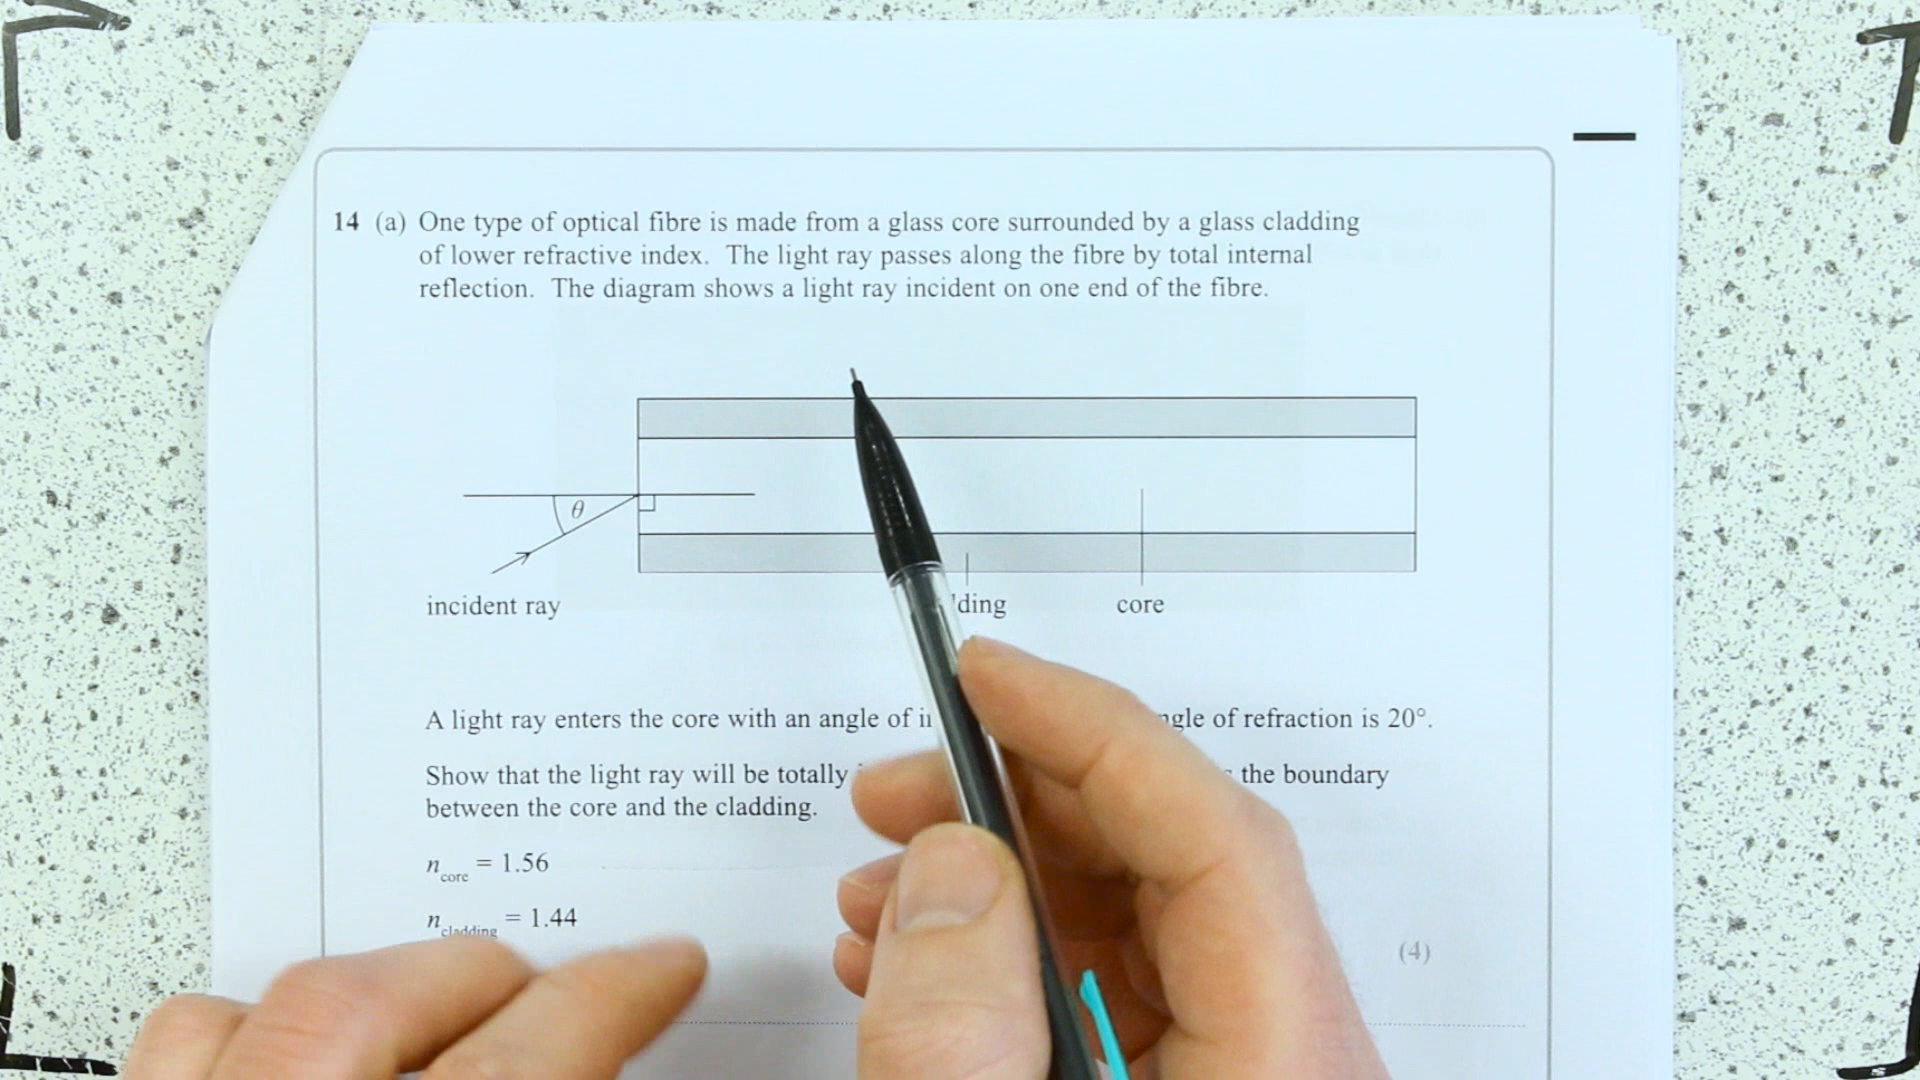 14 (a) One type of optical fibre is made from a glass core surrounded by a glass cladding
of lower refractive index. The light ray passes along the fibre by total internal
reflection. The diagram shows a light ray incident on one end of the fibre.
θ
incident ray
core
A light ray enters the core with an angle of refraction is 20°.
Show that the light ray will be totally the boundary
between the core and the cladding.
n core = 1.56
n cladding = 1.44
(4)